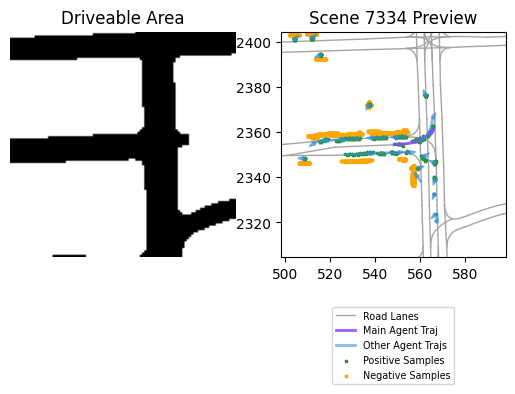 Driveable Area
Scene 7334 Preview
2400
2380
2360
2340
2320
500 520 540 560 580
Road Lanes
Main Agent Traj
Other Agent Trajs
Positive Samples
Negative Samples